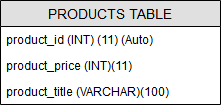 PRODUCTS TABLE
product_id (INT) (11) (Auto)
product_price (INT)(11)
product_title (VARCHAR)(100)